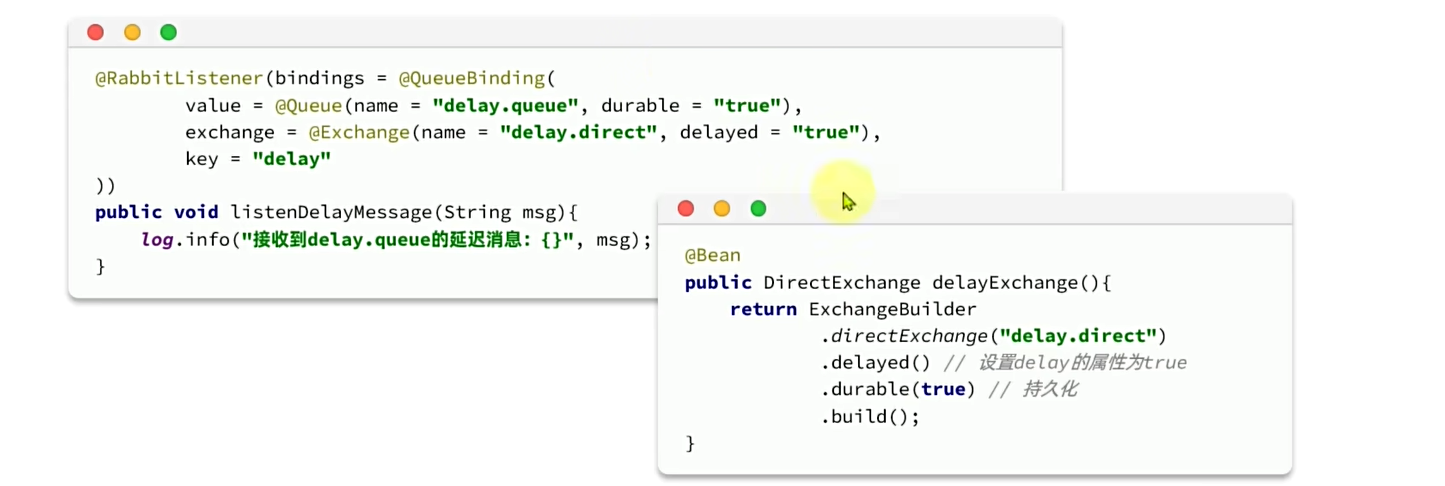 @RabbitListener(bindings = @QueueBinding(
        value = @Queue(name = "delay.queue", durable = "true"),
        exchange = @Exchange(name = "delay.direct", delayed = "true"),
        key = "delay"
))
public void listenDelayMessage(String msg){
    log.info("接收到delay.queue的延迟消息：{}", msg);
}
@Bean
public DirectExchange delayExchange(){
    return ExchangeBuilder
            .directExchange("delay.direct")
            .delayed() // 设置delay的属性为true
            .durable(true) // 持久化
            .build();
}